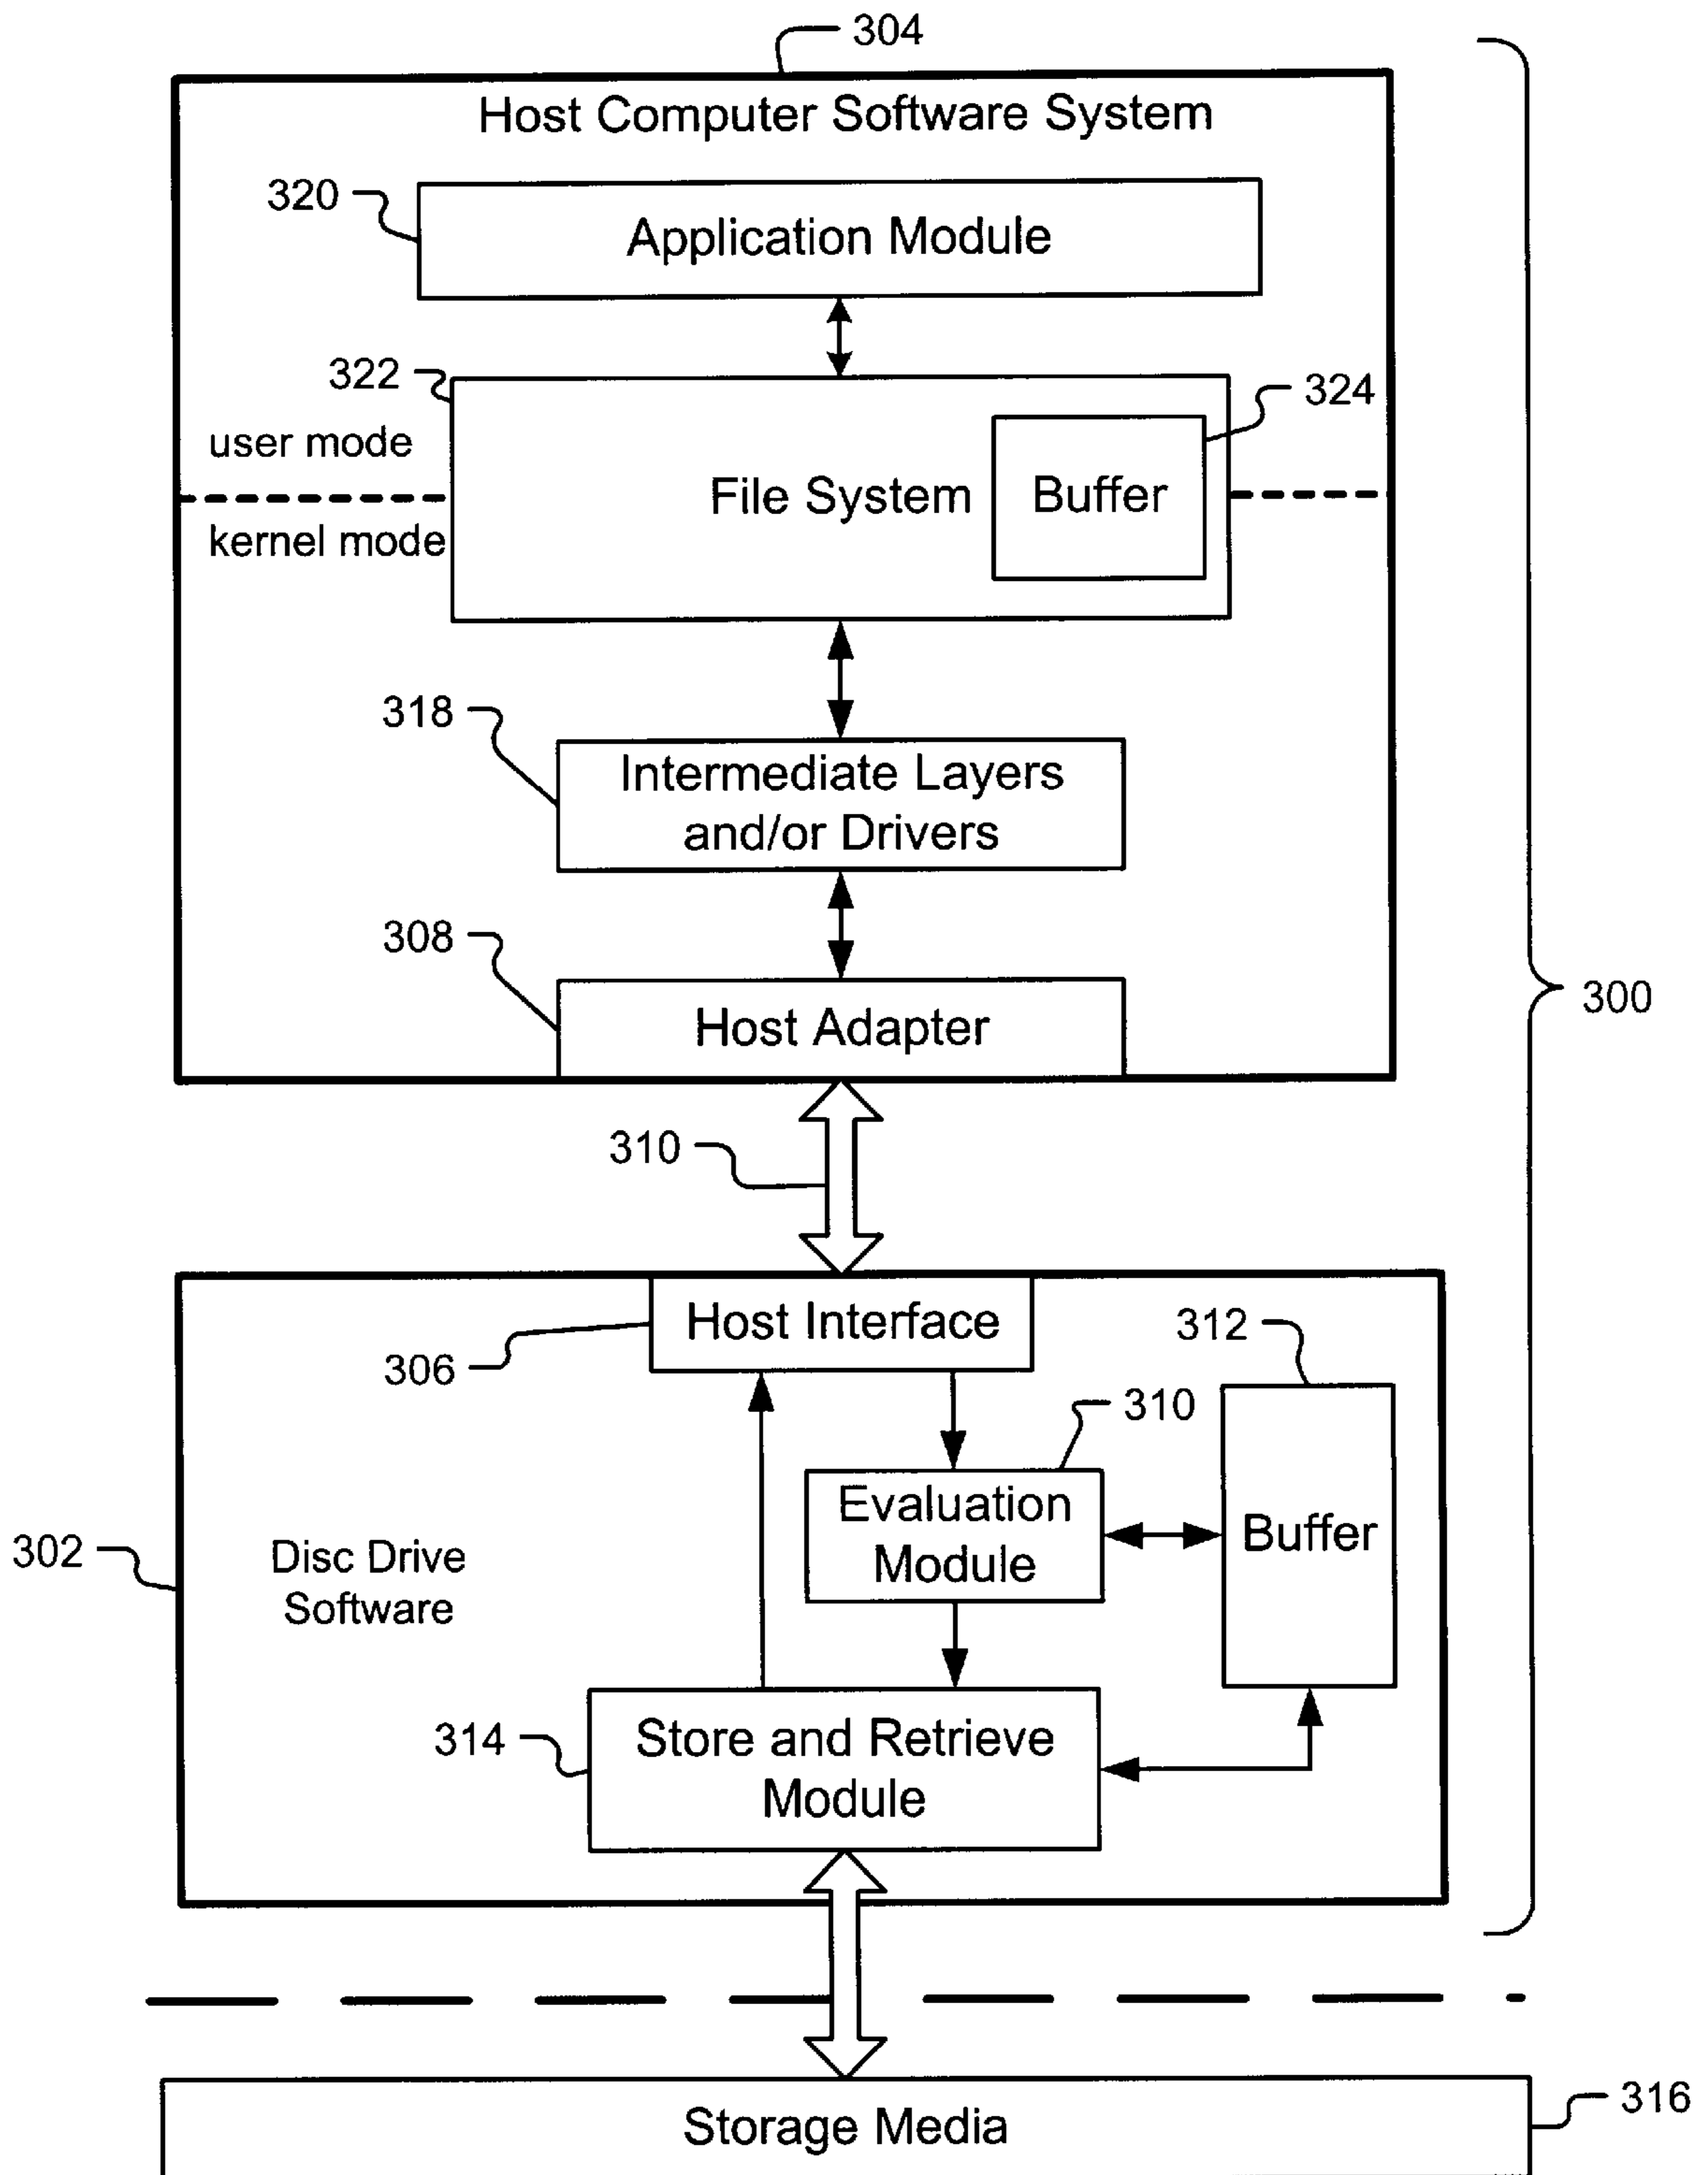 304
Host Computer Software System
320
Application Module
322
324
user mode
File System
Buffer
kernel mode
318
Intermediate Layers
and/or Drivers
308
Host Adapter
300
310
Host Interface
306
312
310
Evaluation
Module
Buffer
302
Disc Drive
Software
314
Store and Retrieve
Module
316
Storage Media